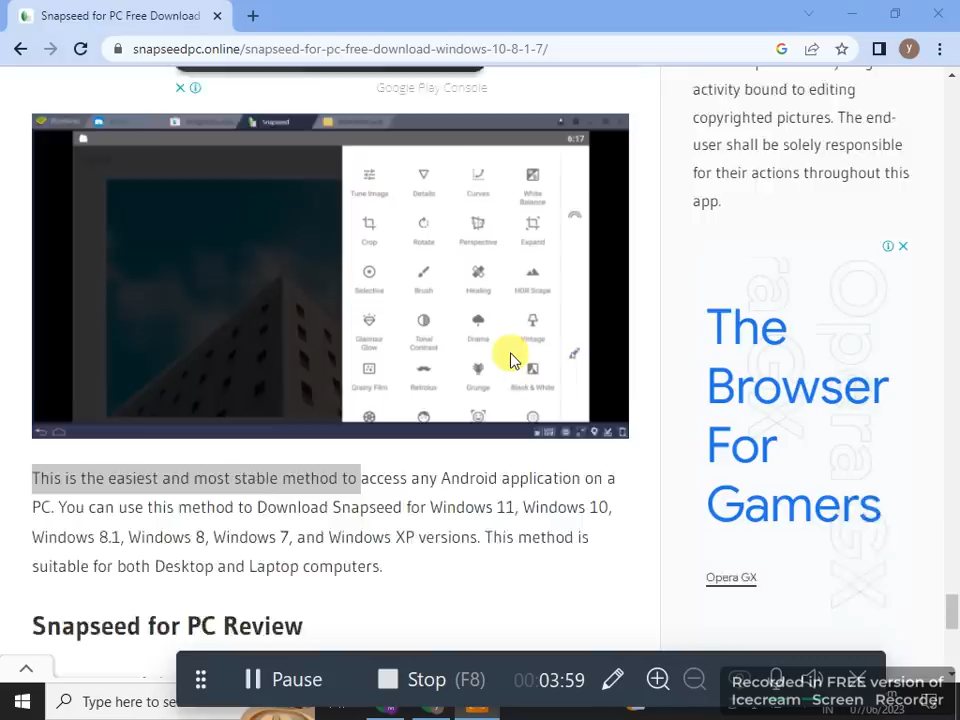 Snapseed for PC Free Download
snapseedpc.online/snapseed-for-pc-free-download-windows-10-8-1-7/
y
Google Play Console
activity bound to editing
copyrighted pictures. The end-
user shall be solely responsible
for their actions throughout this
app.
Snapseed
6:17
Tune Image
Details
Curves
White Balance
Crop
Rotate
Perspective
Expand
Selective
Brush
Healing
HDR Scape
Glamour Glow
Tonal Contrast
Drama
Vintage
Grainy Film
Retrolux
Grunge
Black & White
The
Browser
For
Gamers
Opera GX
This is the easiest and most stable method to access any Android application on a
PC. You can use this method to Download Snapseed for Windows 11, Windows 10,
Windows 8.1, Windows 8, Windows 7, and Windows XP versions. This method is
suitable for both Desktop and Laptop computers.
Snapseed for PC Review
Pause
Stop (F8)
00:03:59
Recorded in FREE version of
Icecream Screen Recorder
Type here to se
IN
07/06/2023